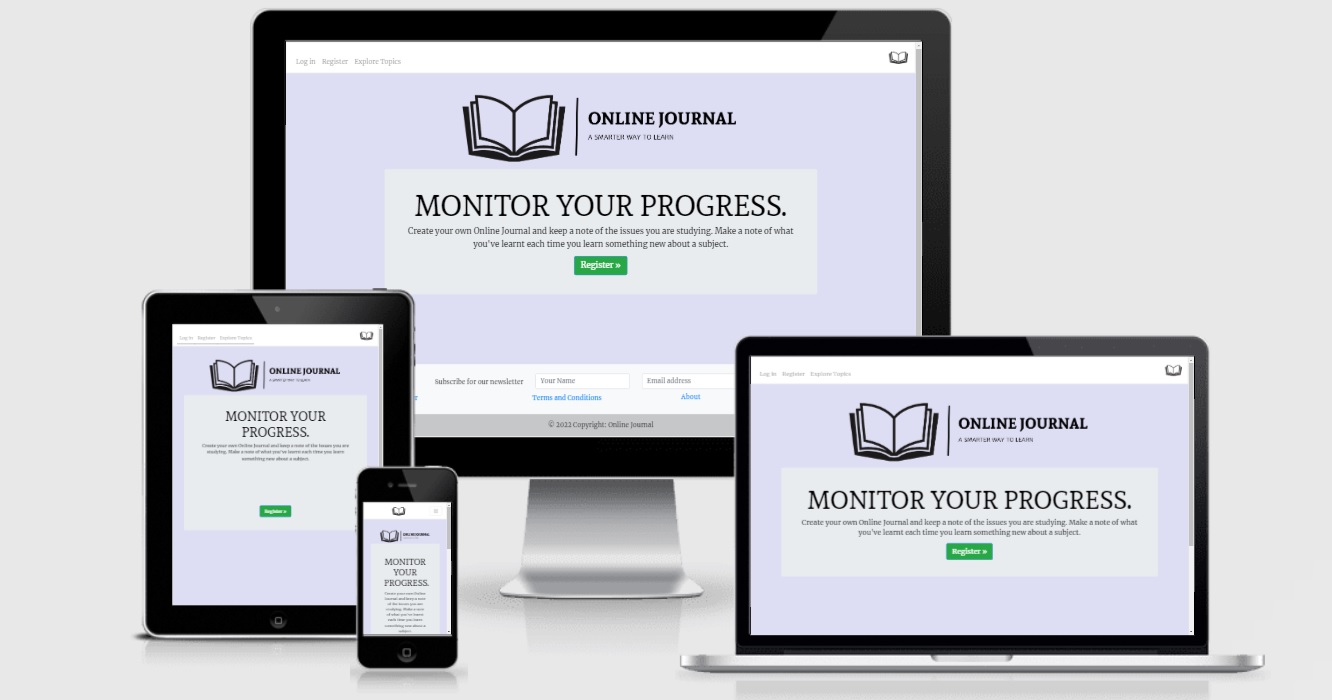 Log in Register Explore Topics
ONLINE JOURNAL
A SMARTER WAY TO LEARN
MONITOR YOUR PROGRESS.
Create your own Online Journal and keep a note of the issues you are studying. Make a note of what
you've learnt each time you learn something new about a subject.
Register »
Subscribe for our newsletter Your Name Email address
Terms and Conditions About
© 2022 Copyright: Online Journal
Log in Register Explore Topics
ONLINE JOURNAL
A SMARTER WAY TO LEARN
MONITOR YOUR
PROGRESS.
Create your own Online Journal and keep a note of the issues you are
studying. Make a note of what you've learnt each time you learn
something new about a subject.
Register »
ONLINE JOURNAL
MONITOR
YOUR
PROGRESS.
Create your own Online
Journal and keep a note
of the issues you are
studying. Make a note
of what you've learnt
each time you learn
something new about a
subject.
Log in Register Explore Topics
ONLINE JOURNAL
A SMARTER WAY TO LEARN
MONITOR YOUR PROGRESS.
Create your own Online Journal and keep a note of the issues you are studying. Make a note of what
you've learnt each time you learn something new about a subject.
Register »